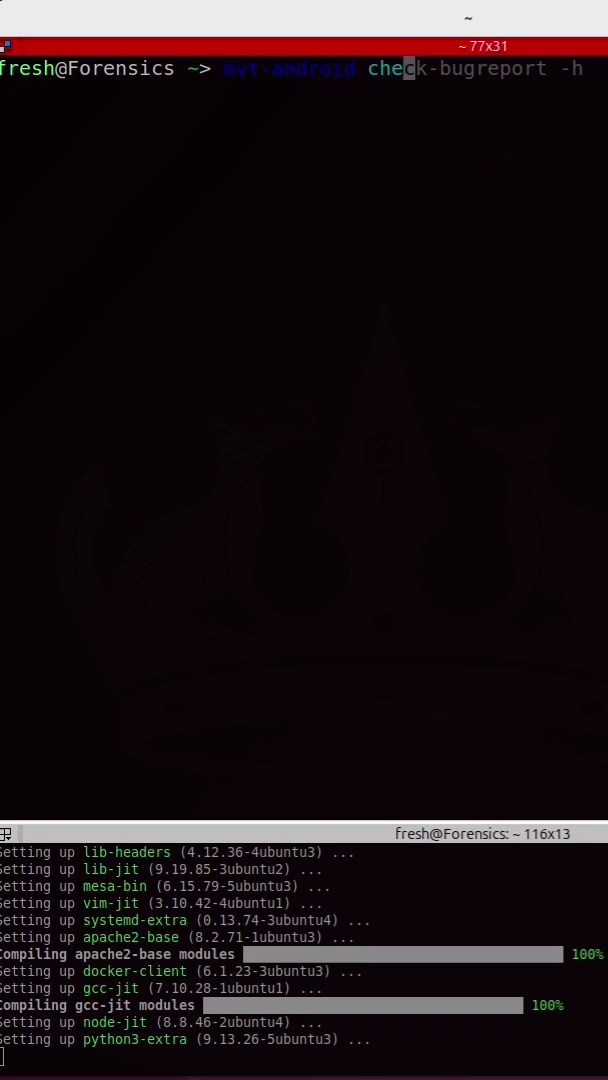 ~
~ 77x31
fresh@Forensics ~> mvt-android check-bugreport -h
fresh@Forensics: ~ 116x13
Setting up lib-headers (4.12.36-4ubuntu3) ...
Setting up lib-jit (9.19.85-3ubuntu2) ...
Setting up mesa-bin (6.15.79-5ubuntu3) ...
Setting up vim-jit (3.10.42-4ubuntu1) ...
Setting up systemd-extra (0.13.74-3ubuntu4) ...
Setting up apache2-base (8.2.71-1ubuntu3) ...
Compiling apache2-base modules 100%
Setting up docker-client (6.1.23-3ubuntu3) ...
Setting up gcc-jit (7.10.28-1ubuntu1) ...
Compiling gcc-jit modules 100%
Setting up node-jit (8.8.46-2ubuntu4) ...
Setting up python3-extra (9.13.26-5ubuntu3) ...